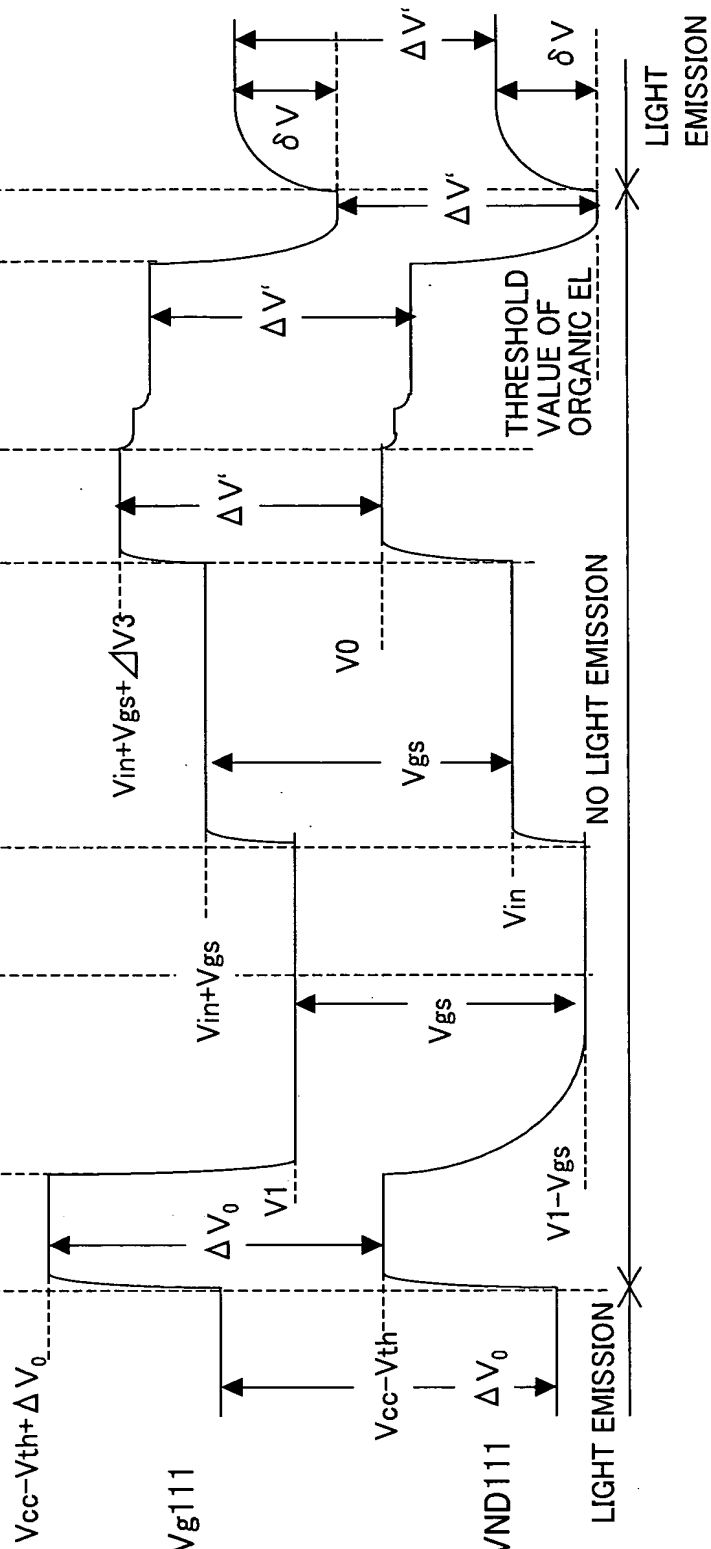 Vcc-Vth+ΔV₀
Vg111
VND111
ΔV₀
V1
Vcc-Vth
ΔV₀
V1-Vgs
Vin+Vgs
Vgs
Vin
Vgs
Vin+Vgs+⊿V3
V0
ΔV‘
ΔV‘
THRESHOLD
VALUE OF
ORGANIC EL
ΔV‘
δV
ΔV‘
δV
LIGHT EMISSION
NO LIGHT EMISSION
LIGHT
EMISSION